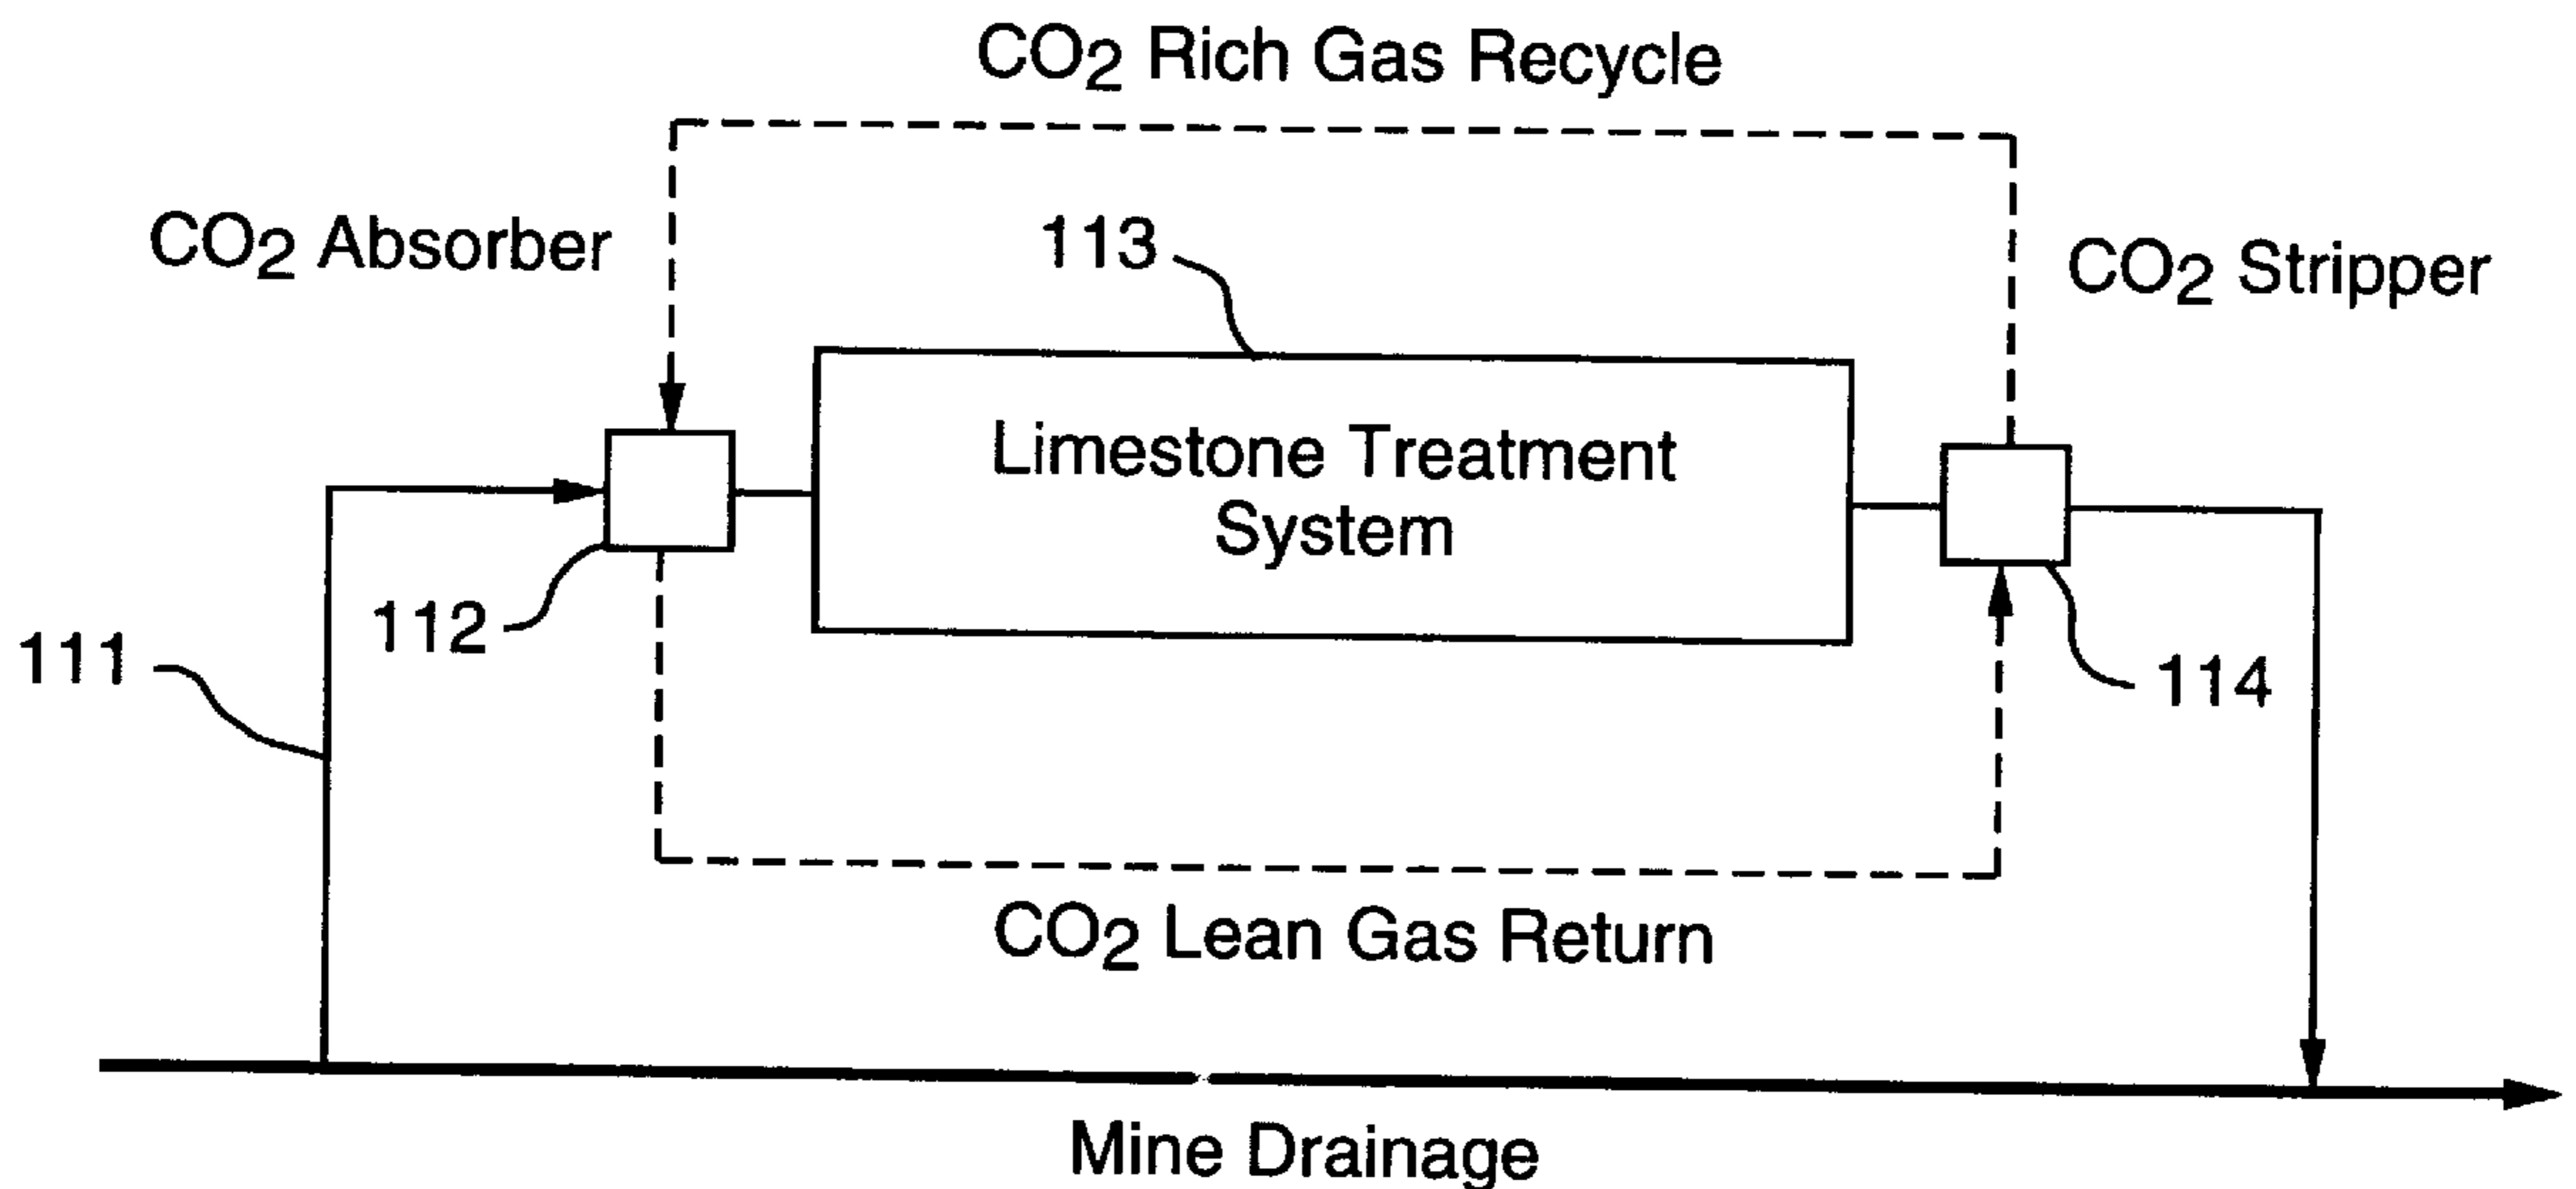 CO2 Rich Gas Recycle
CO2 Absorber
113
CO2 Stripper
Limestone Treatment
System
112
111
114
CO2 Lean Gas Return
Mine Drainage